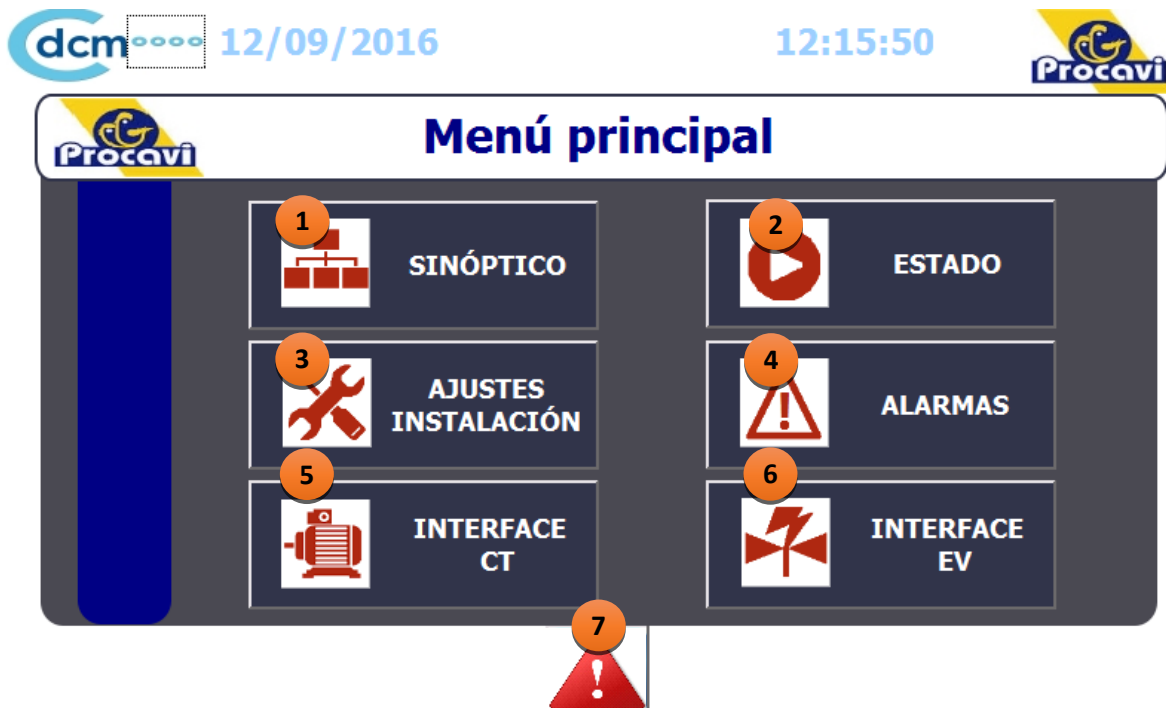 dcm 12/09/2016 12:15:50 Procavi
Procavi Menú principal
1 2
SINÓPTICO ESTADO
3 4
AJUSTES
INSTALACIÓN ALARMAS
5 6
INTERFACE
CT
INTERFACE
EV
7
!